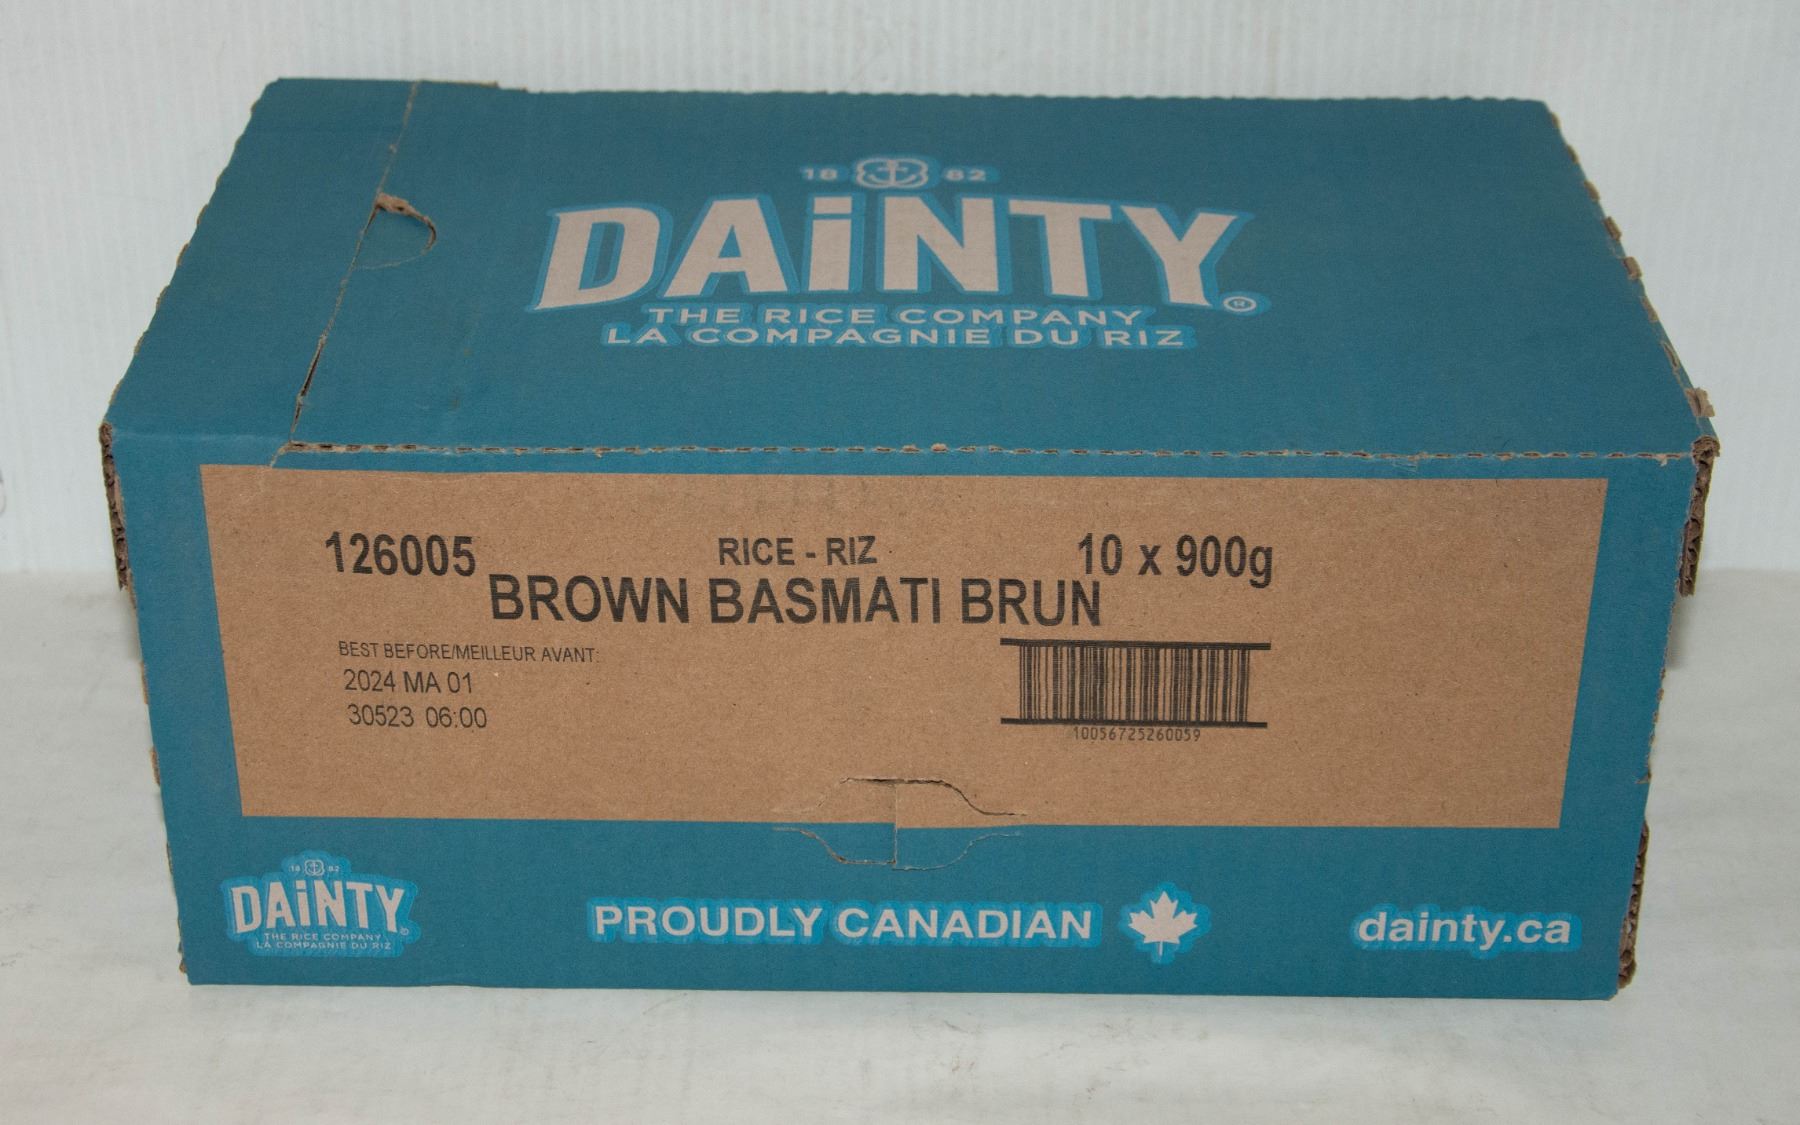 18 82
DAiNTY®
THE RICE COMPANY
LA COMPAGNIE DU RIZ
126005 RICE - RIZ 10 x 900g
BROWN BASMATI BRUN
BEST BEFORE/MEILLEUR AVANT:
2024 MA 01
30523 06:00
10056725260059
18 82
DAiNTY®
THE RICE COMPANY
LA COMPAGNIE DU RIZ
PROUDLY CANADIAN
dainty.ca